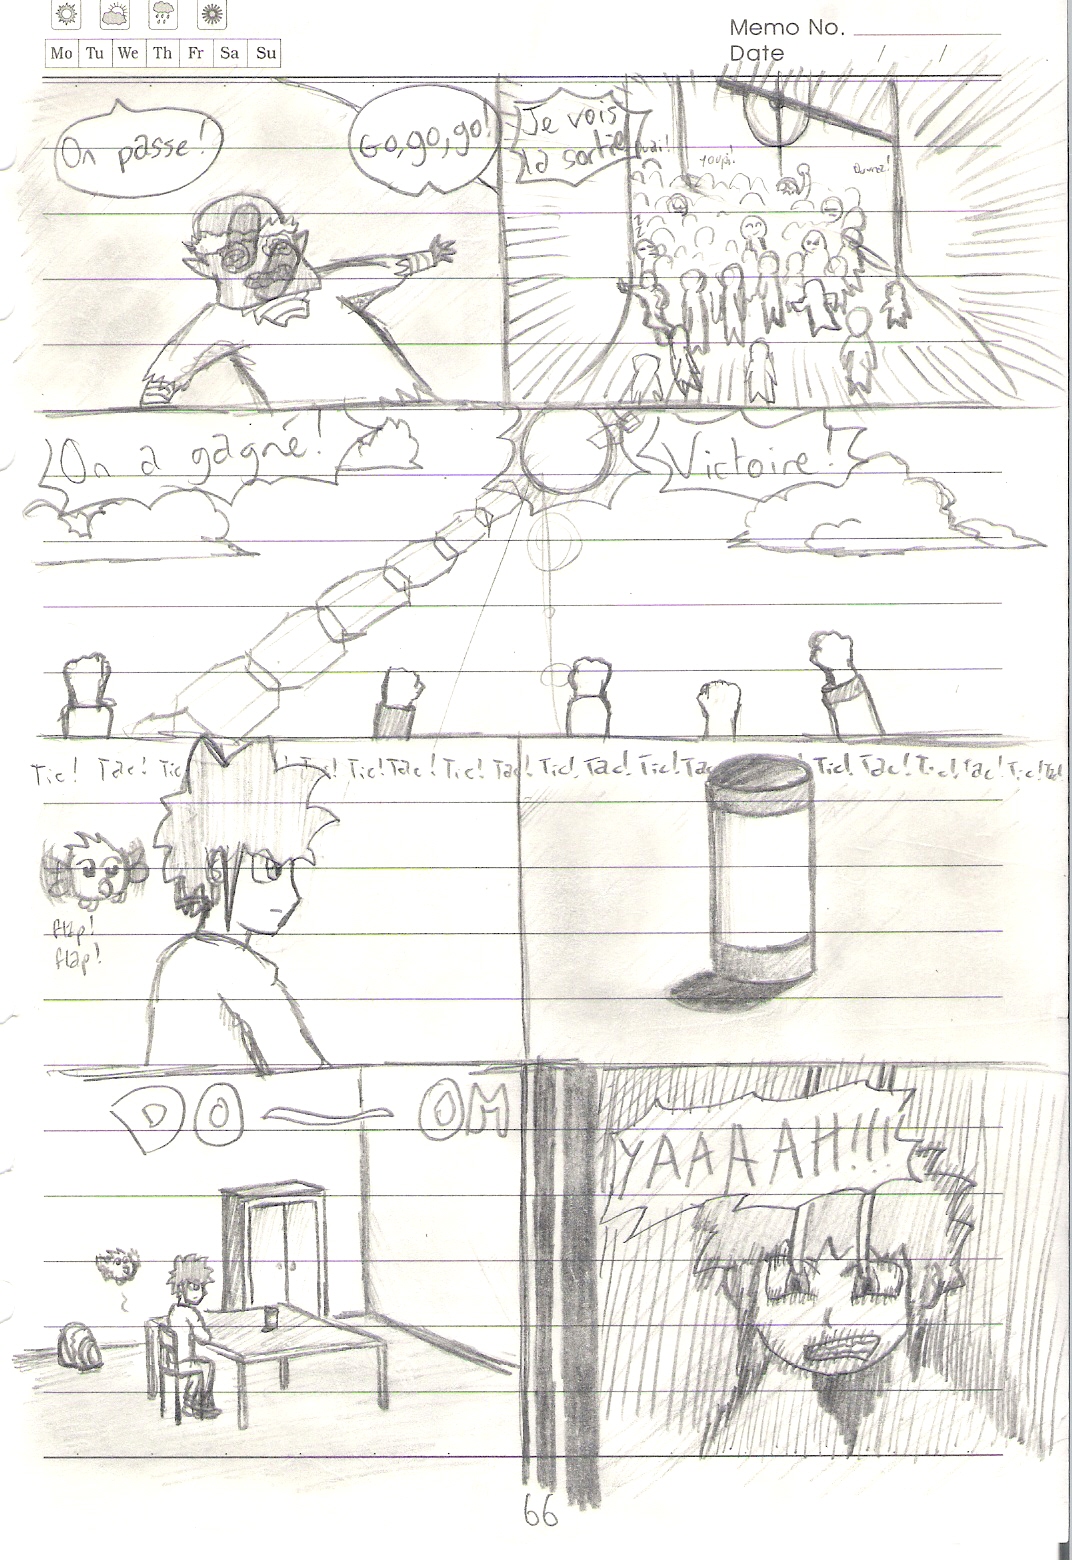 Memo No.
Mo Tu We Th Fr Sa Su
Date / /
On passe!
Go, go, go!
Je vois
la sortie
Youpi!
On a gagné!
Victoire!
Tic! Tac! Tic
Tic! Tac! Tic! Tac! Tic! Tac! Tic! Tac
Tic! Tac! Tic! Tac! Tic! Tac!
flap!
flap!
DO OM
YAAAAH!!!
66